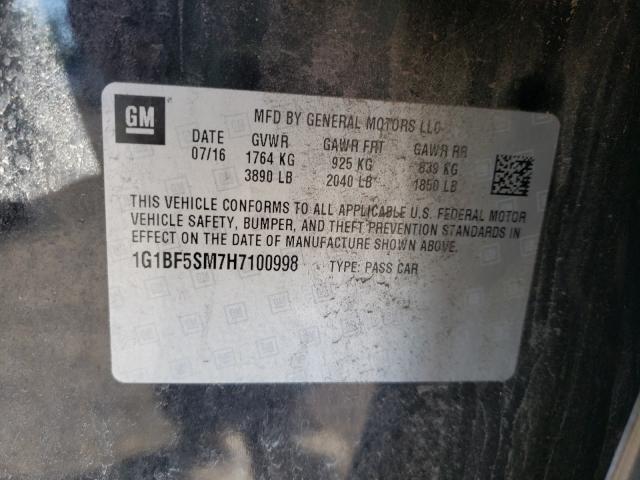 GM
MFD BY GENERAL MOTORS LLC
DATE GVWR GAWR FRT GAWR RR
07/16 1764 KG 925 KG 839 KG
3890 LB 2040 LB 1850 LB
THIS VEHICLE CONFORMS TO ALL APPLICABLE U.S. FEDERAL MOTOR
VEHICLE SAFETY, BUMPER, AND THEFT PREVENTION STANDARDS IN
EFFECT ON THE DATE OF MANUFACTURE SHOWN ABOVE.
1G1BF5SM7H7100998 TYPE: PASS CAR